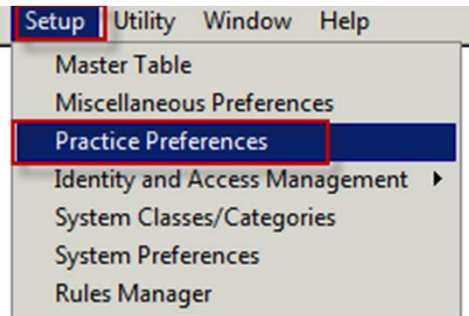 Setup Utility Window Help
Master Table
Miscellaneous Preferences
Practice Preferences
Identity and Access Management
System Classes/Categories
System Preferences
Rules Manager